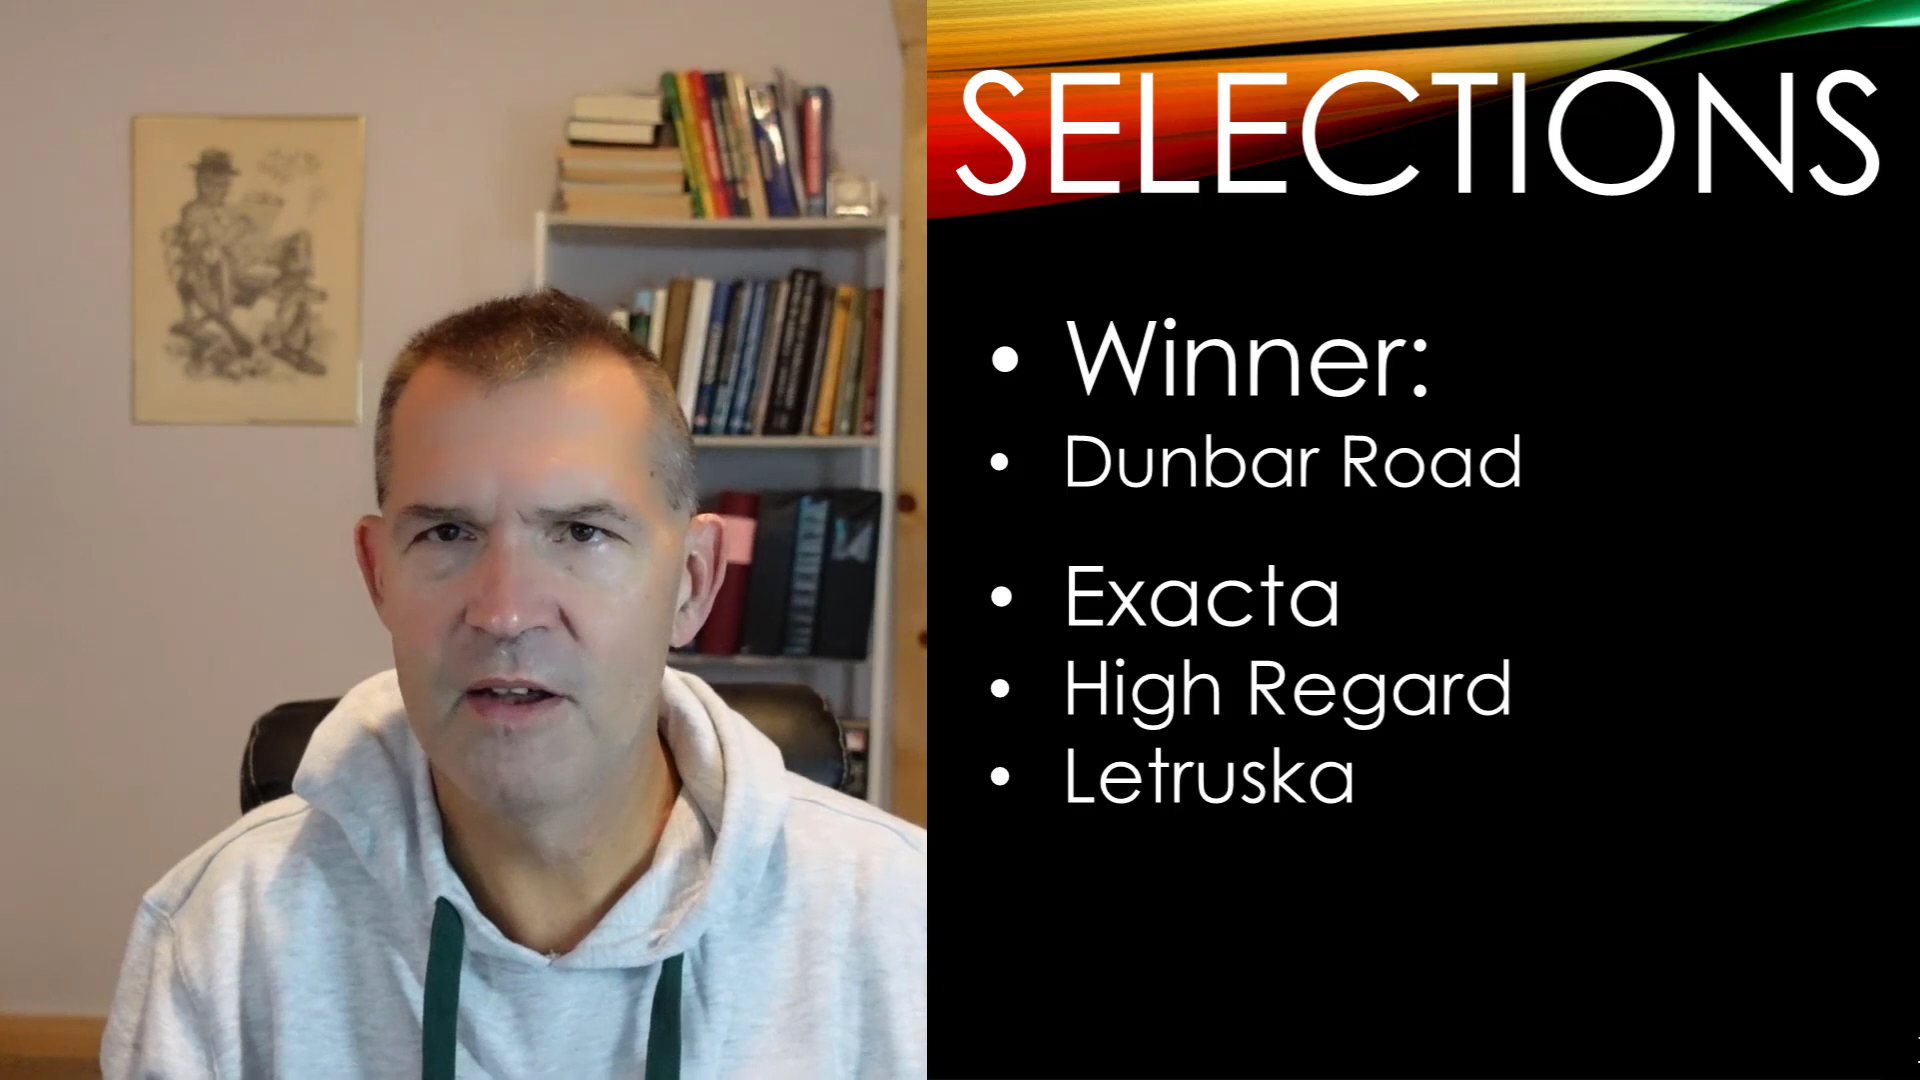 SELECTIONS
• Winner:
• Dunbar Road
• Exacta
• High Regard
• Letruska